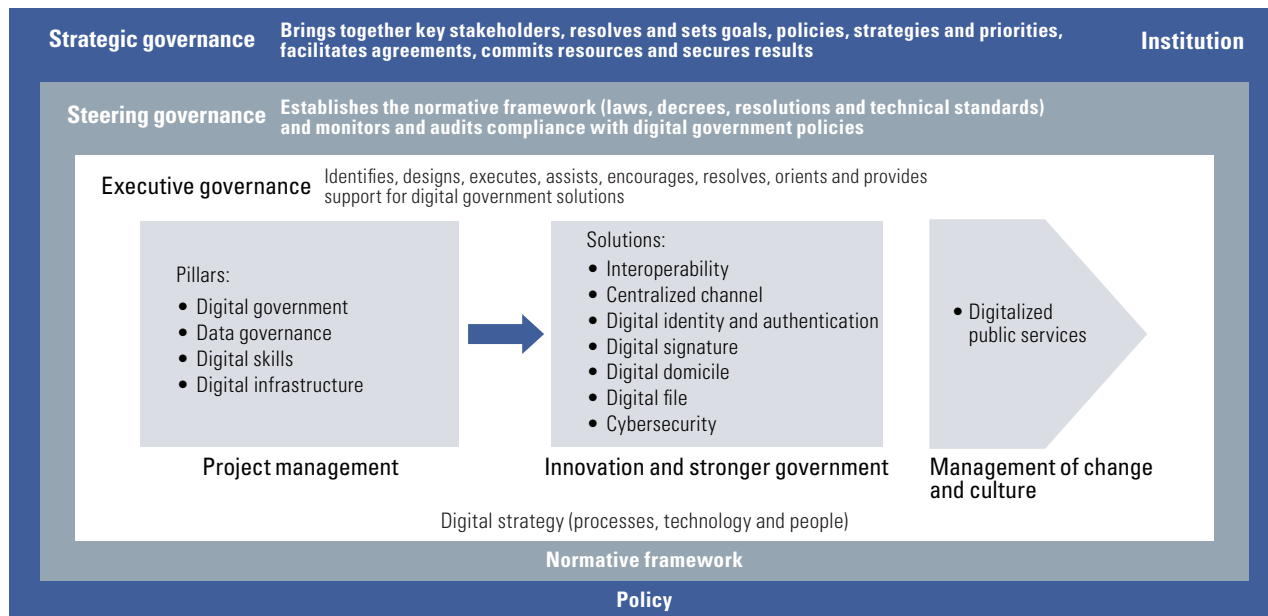 Strategic governance
Brings together key stakeholders, resolves and sets goals, policies, strategies and priorities,
facilitates agreements, commits resources and secures results
Institution
Steering governance
Establishes the normative framework (laws, decrees, resolutions and technical standards)
and monitors and audits compliance with digital government policies
Executive governance
Identifies, designs, executes, assists, encourages, resolves, orients and provides
support for digital government solutions
Pillars:
• Digital government
• Data governance
• Digital skills
• Digital infrastructure
Project management
Solutions:
• Interoperability
• Centralized channel
• Digital identity and authentication
• Digital signature
• Digital domicile
• Digital file
• Cybersecurity
Innovation and stronger government
• Digitalized
public services
Management of change
and culture
Digital strategy (processes, technology and people)
Normative framework
Policy